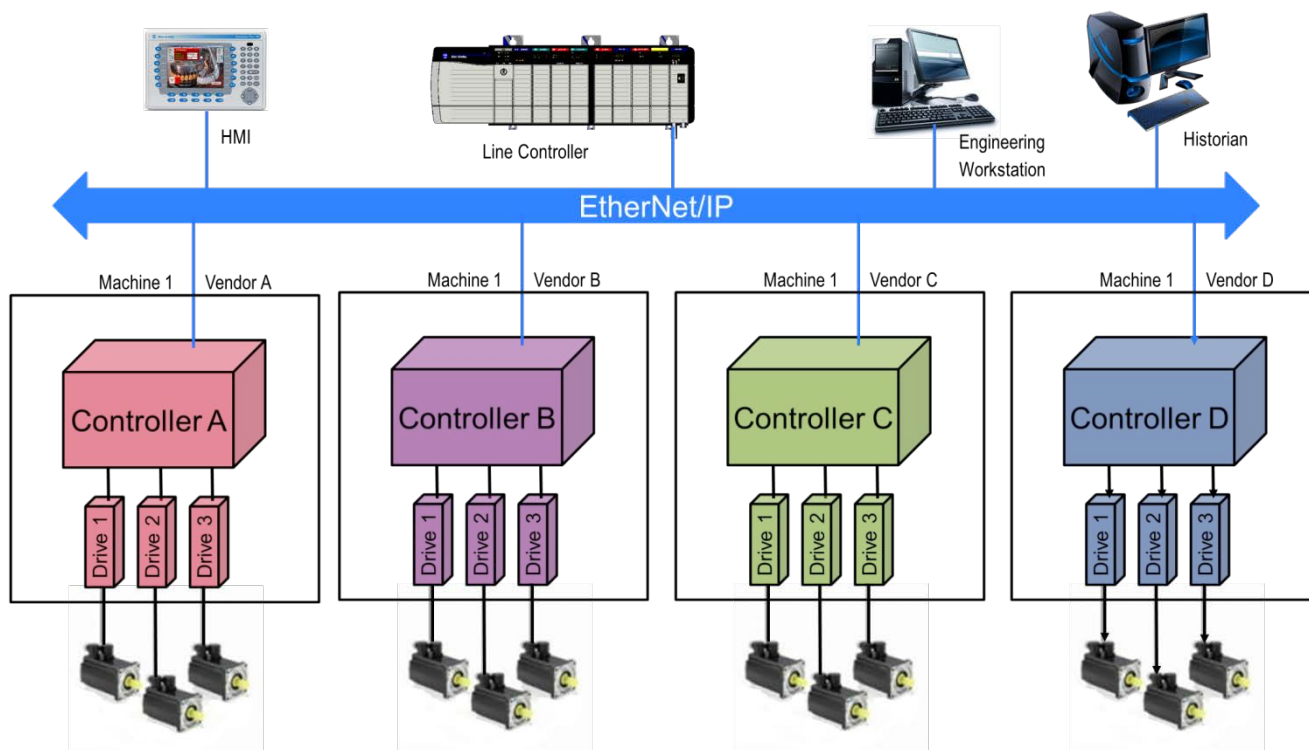 HMI
Line Controller
Engineering
Workstation
Historian
EtherNet/IP
Machine 1 Vendor A
Machine 1 Vendor B
Machine 1 Vendor C
Machine 1 Vendor D
Controller A
Controller B
Controller C
Controller D
Drive 1
Drive 2
Drive 3
Drive 1
Drive 2
Drive 3
Drive 1
Drive 2
Drive 3
Drive 1
Drive 2
Drive 3